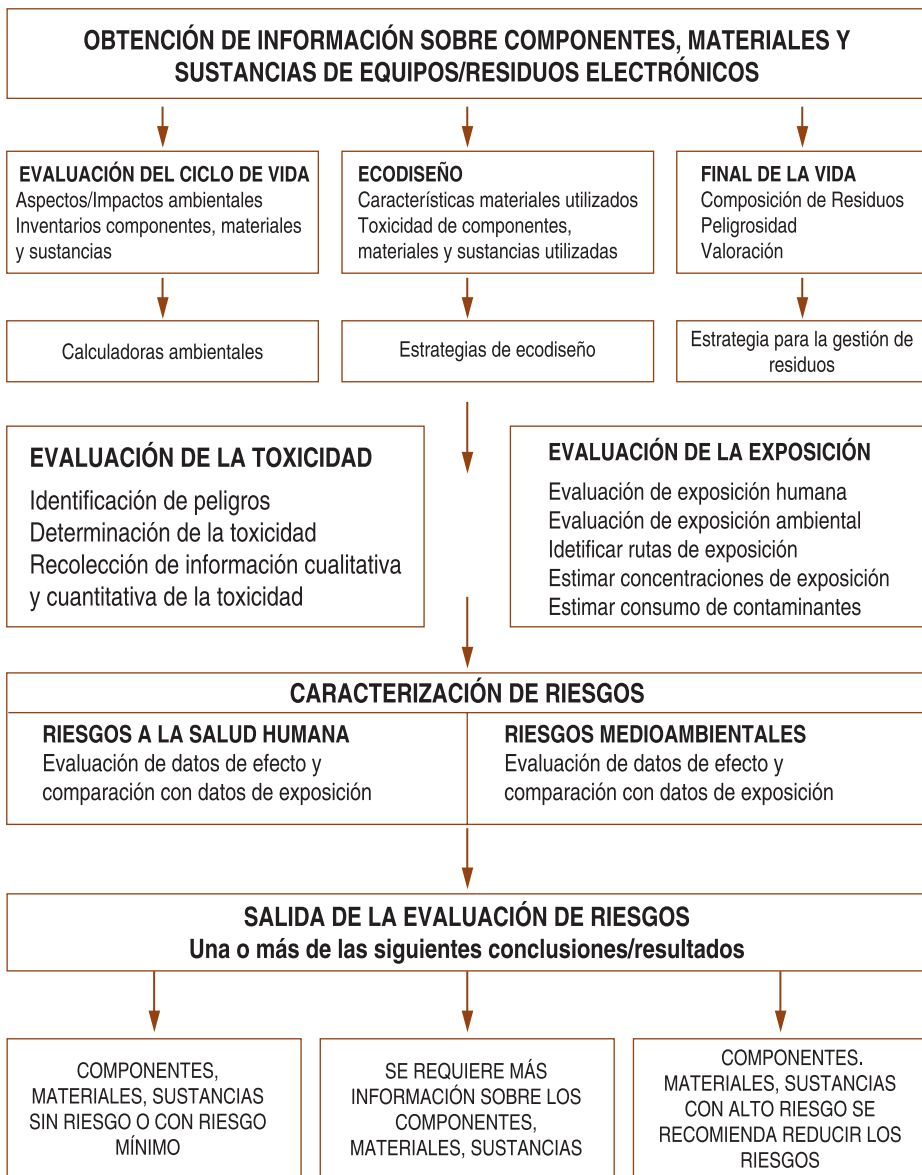 OBTENCIÓN DE INFORMACIÓN SOBRE COMPONENTES, MATERIALES Y
SUSTANCIAS DE EQUIPOS/RESIDUOS ELECTRÓNICOS
EVALUACIÓN DEL CICLO DE VIDA
Aspectos/Impactos ambientales
Inventarios componentes, materiales
y sustancias
ECODISEÑO
Características materiales utilizados
Toxicidad de componentes,
materiales y sustancias utilizadas
FINAL DE LA VIDA
Composición de Residuos
Peligrosidad
Valoración
Calculadoras ambientales
Estrategias de ecodiseño
Estrategia para la gestión de
residuos
EVALUACIÓN DE LA TOXICIDAD
Identificación de peligros
Determinación de la toxicidad
Recolección de información cualitativa
y cuantitativa de la toxicidad
EVALUACIÓN DE LA EXPOSICIÓN
Evaluación de exposición humana
Evaluación de exposición ambiental
Idetificar rutas de exposición
Estimar concentraciones de exposición
Estimar consumo de contaminantes
CARACTERIZACIÓN DE RIESGOS
RIESGOS A LA SALUD HUMANA
Evaluación de datos de efecto y
comparación con datos de exposición
RIESGOS MEDIOAMBIENTALES
Evaluación de datos de efecto y
comparación con datos de exposición
SALIDA DE LA EVALUACIÓN DE RIESGOS
Una o más de las siguientes conclusiones/resultados
COMPONENTES,
MATERIALES, SUSTANCIAS
SIN RIESGO O CON RIESGO
MÍNIMO
SE REQUIERE MÁS
INFORMACIÓN SOBRE LOS
COMPONENTES,
MATERIALES, SUSTANCIAS
COMPONENTES.
MATERIALES, SUSTANCIAS
CON ALTO RIESGO SE
RECOMIENDA REDUCIR LOS
RIESGOS